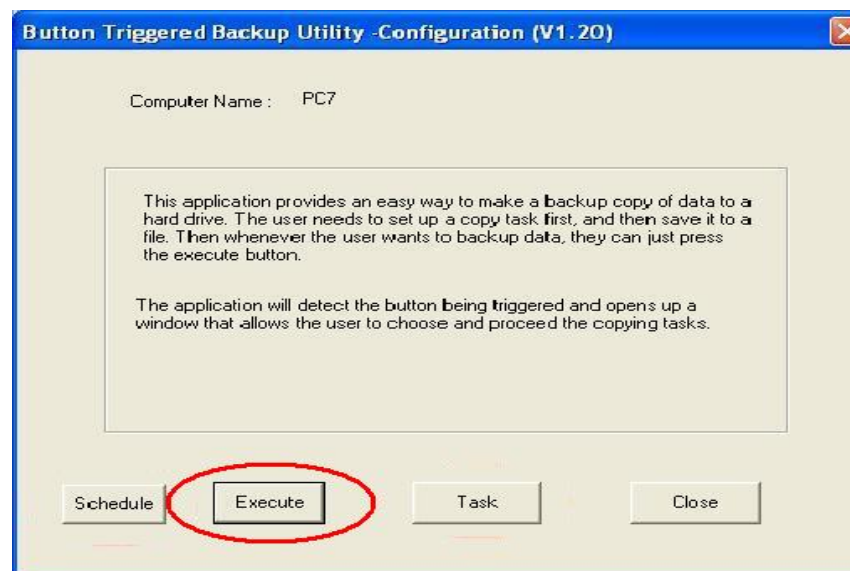 Button Triggered Backup Utility -Configuration (V1.20)
Computer Name : PC7
This application provides an easy way to make a backup copy of data to a
hard drive. The user needs to set up a copy task first, and then save it to a
file. Then whenever the user wants to backup data, they can just press
the execute button.
The application will detect the button being triggered and opens up a
window that allows the user to choose and proceed the copying tasks.
Schedule Execute Task Close